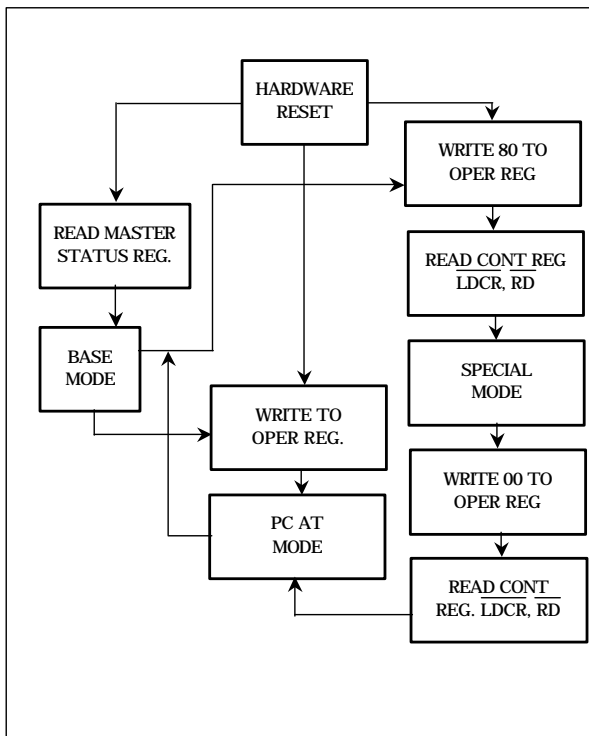 HARDWARE
RESET
WRITE 80 TO
OPER REG
READ MASTER
STATUS REG.
READ CONT REG
LDCR, RD
BASE
MODE
SPECIAL
MODE
WRITE TO
OPER REG.
WRITE 00 TO
OPER REG
PC AT
MODE
READ CONT
REG. LDCR, RD